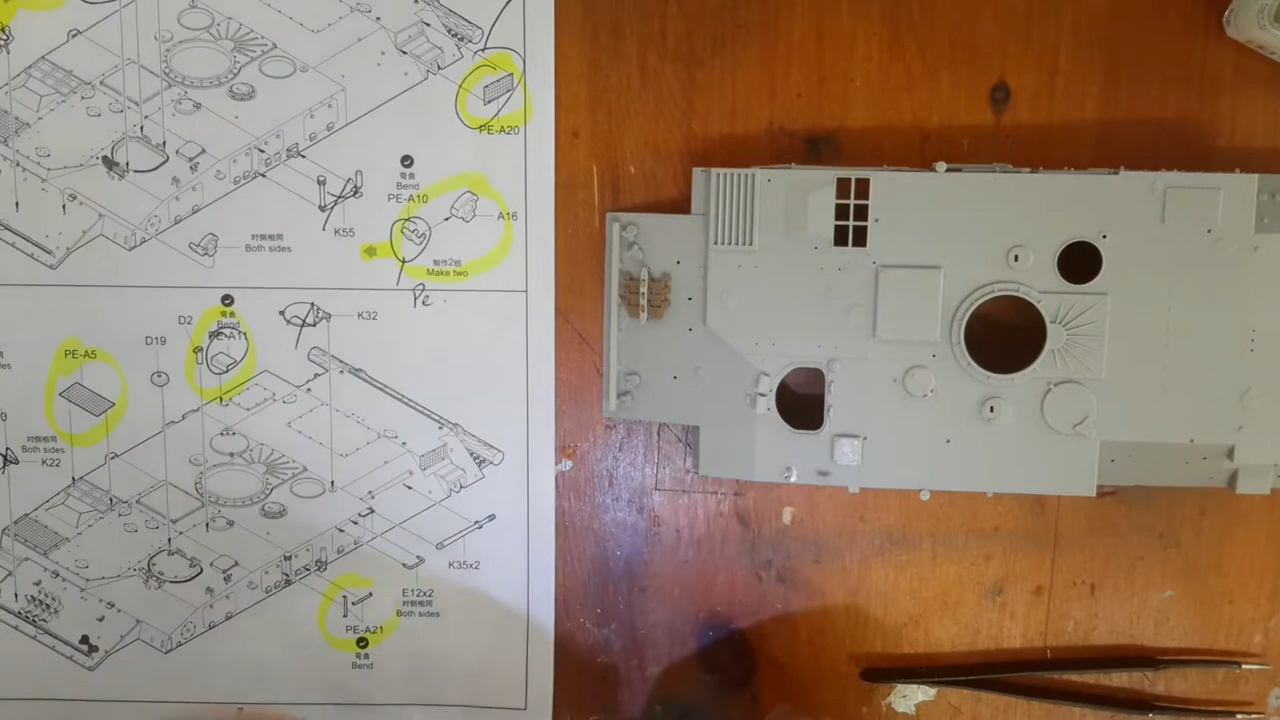 PE-A20
弯曲
Bend
PE-A10
A16
K55
对侧相同
Both sides
制作2组
Make two
Pe.
弯曲
Bend
PE-A11
D2
D19
K32
PE-A5
对侧相同
Both sides
K22
K35x2
E12x2
对侧相同
Both sides
PE-A21
弯曲
Bend